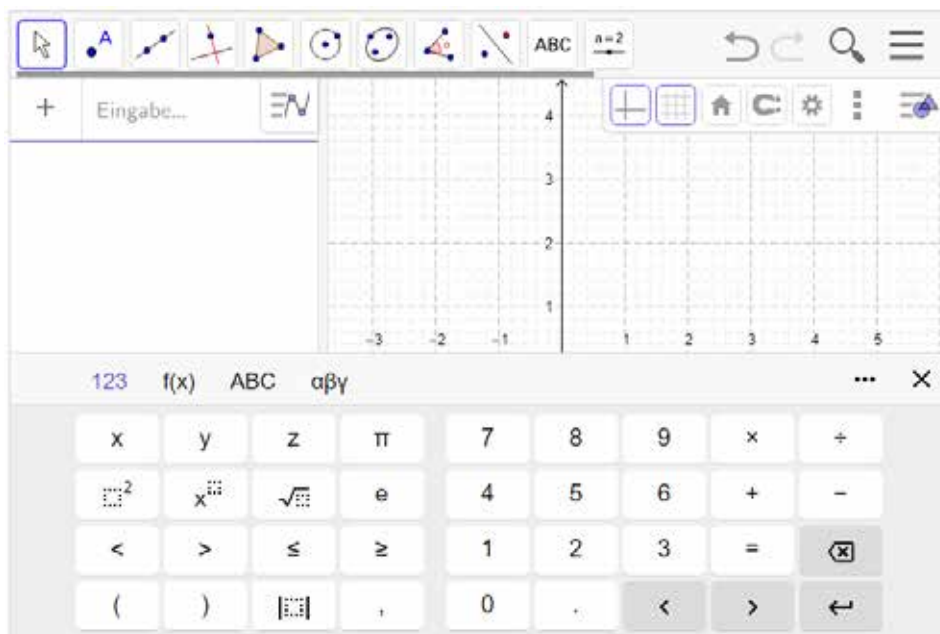 A ABC a=2
+ Eingabe...
4
3
2
1
-3 -2 -1 1 2 3 4 5
123 f(x) ABC αβγ ... ×
x y z π 7 8 9 × ÷
2 x √ e 4 5 6 + −
< > ≤ ≥ 1 2 3 =
( ) | | , 0 . < >